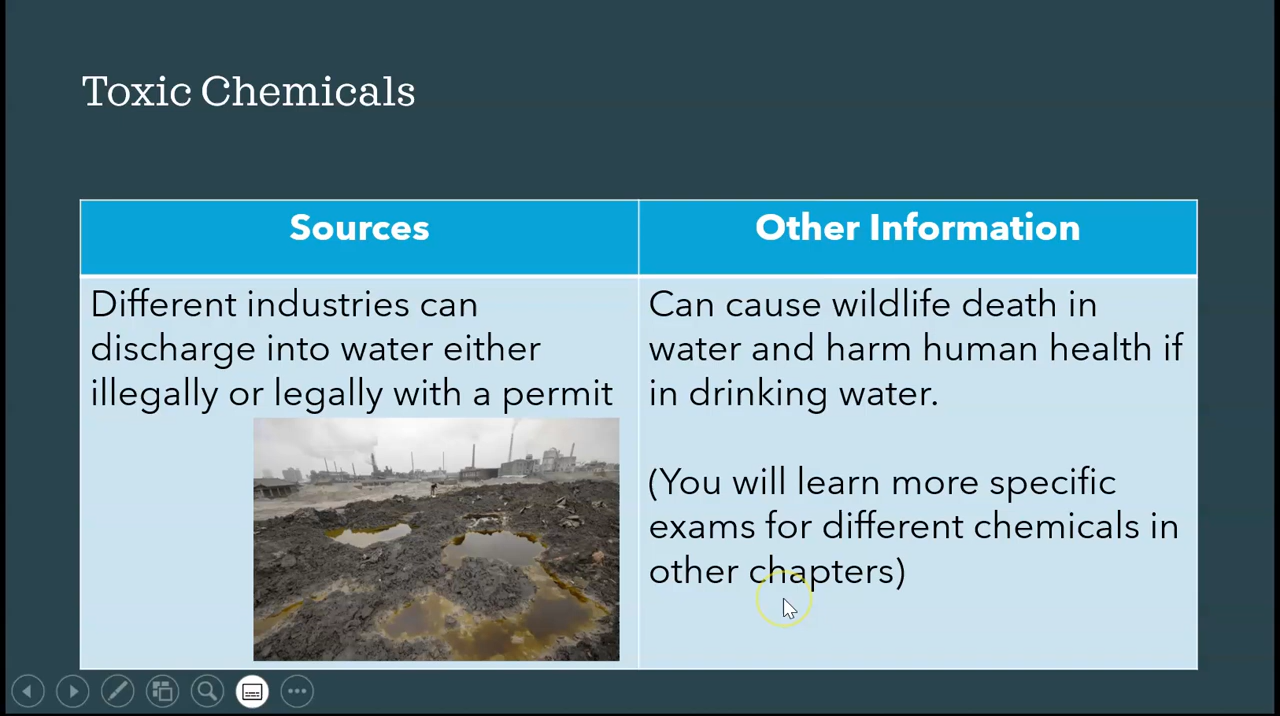 Toxic Chemicals
Sources
Other Information
Different industries can
discharge into water either
illegally or legally with a permit
Can cause wildlife death in
water and harm human health if
in drinking water.
(You will learn more specific
exams for different chemicals in
other chapters)